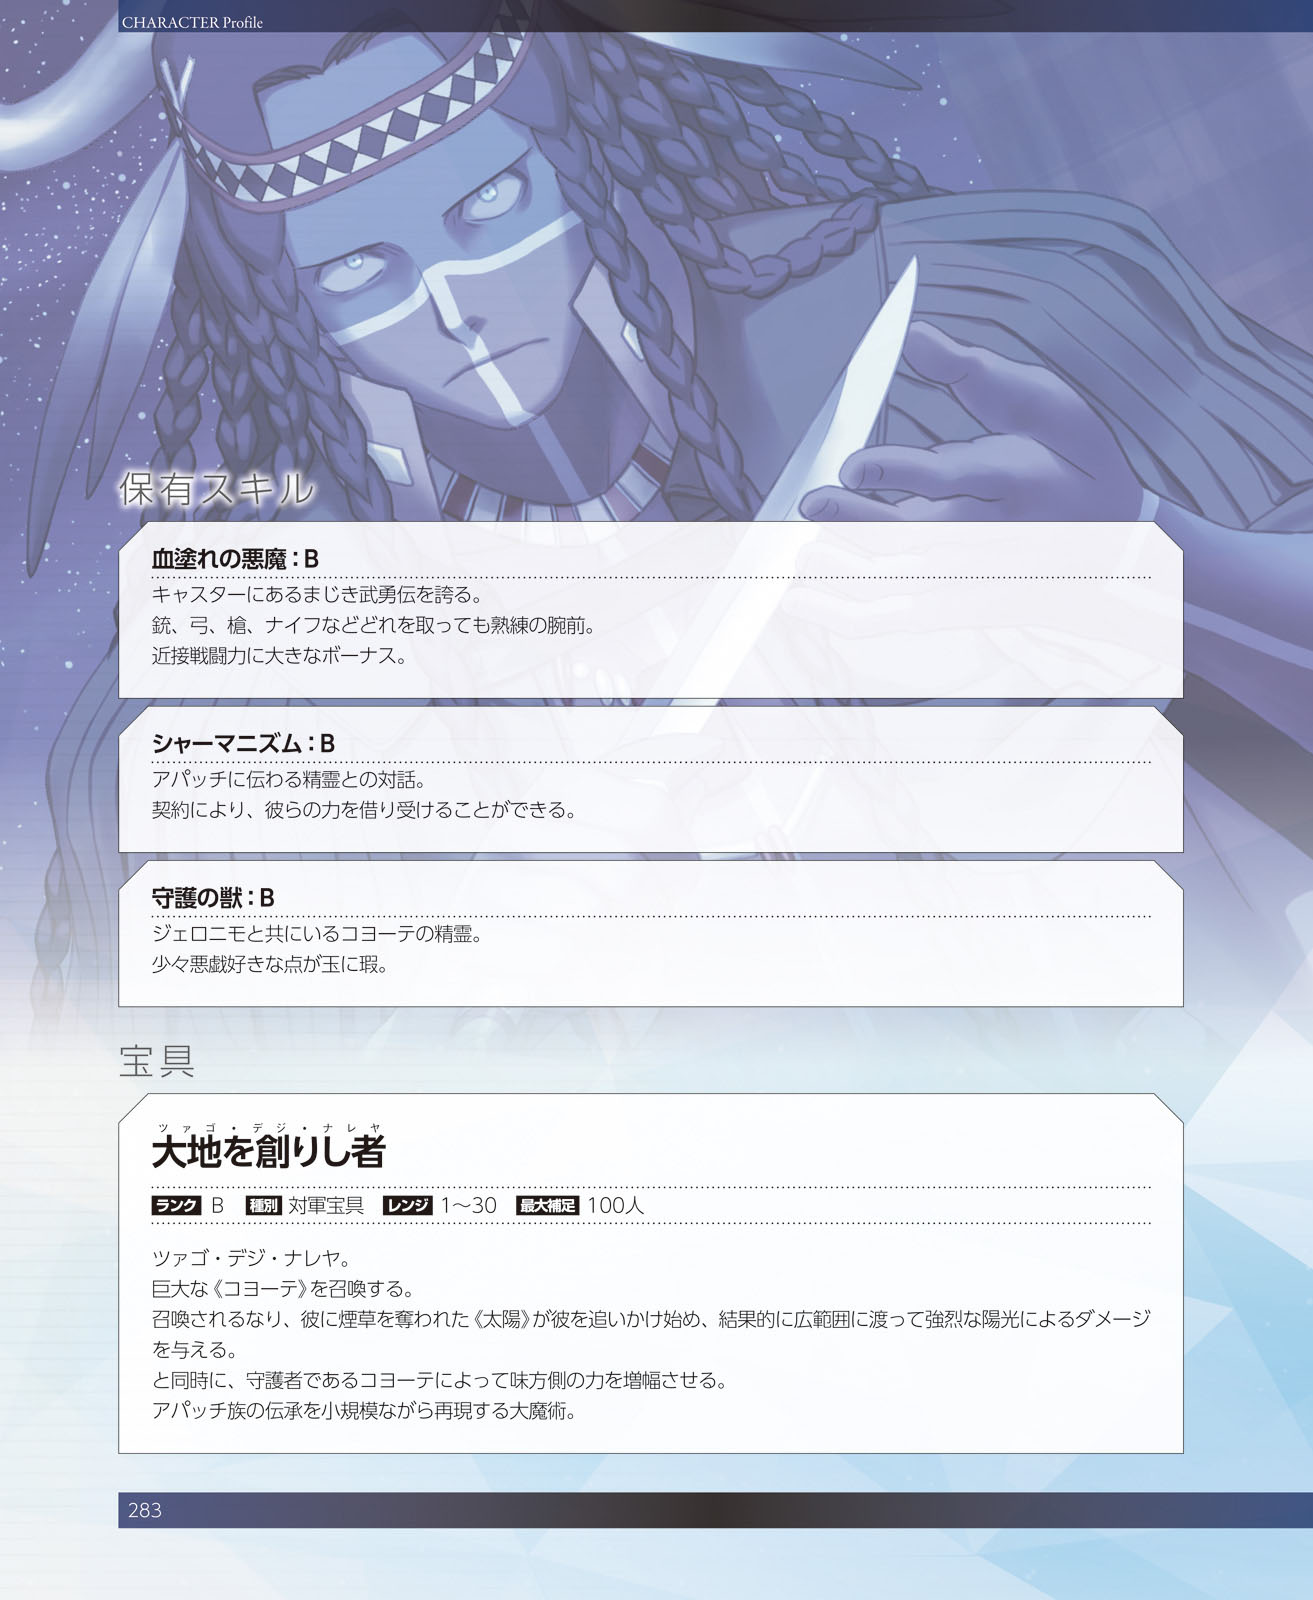 CHARACTER Profile
保有スキル
血塗れの悪魔：B
キャスターにあるまじき武勇伝を誇る。
銃、弓、槍、ナイフなどどれを取っても熟練の腕前。
近接戦闘力に大きなボーナス。
シャーマニズム：B
アパッチに伝わる精霊との対話。
契約により、彼らの力を借り受けることができる。
守護の獣：B
ジェロニモと共にいるコヨーテの精霊。
少々悪戯好きな点が玉に瑕。
宝具
ツァゴ・デジ・ナレヤ
大地を創りし者
ランク B 種別 対軍宝具 レンジ 1～30 最大補足 100人
ツァゴ・デジ・ナレヤ。
巨大な《コヨーテ》を召喚する。
召喚されるなり、彼に煙草を奪われた《太陽》が彼を追いかけ始め、結果的に広範囲に渡って強烈な陽光によるダメージ
を与える。
と同時に、守護者であるコヨーテによって味方側の力を増幅させる。
アパッチ族の伝承を小規模ながら再現する大魔術。
283